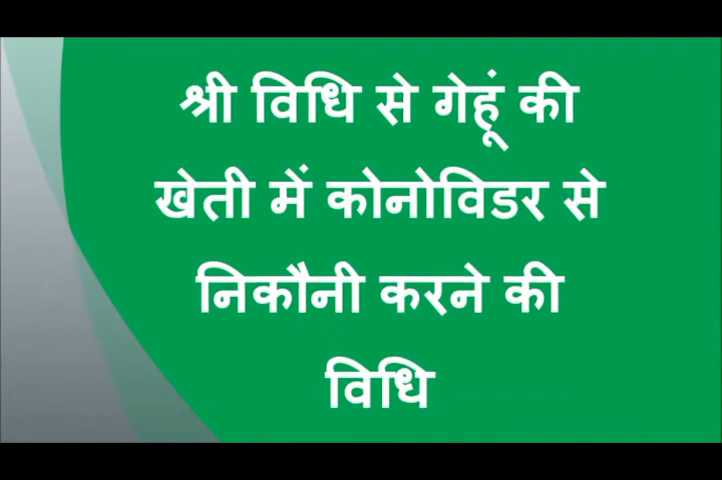 श्री विधि से गेहूं की
खेती में कोनोविडर से
निकौनी करने की
विधि